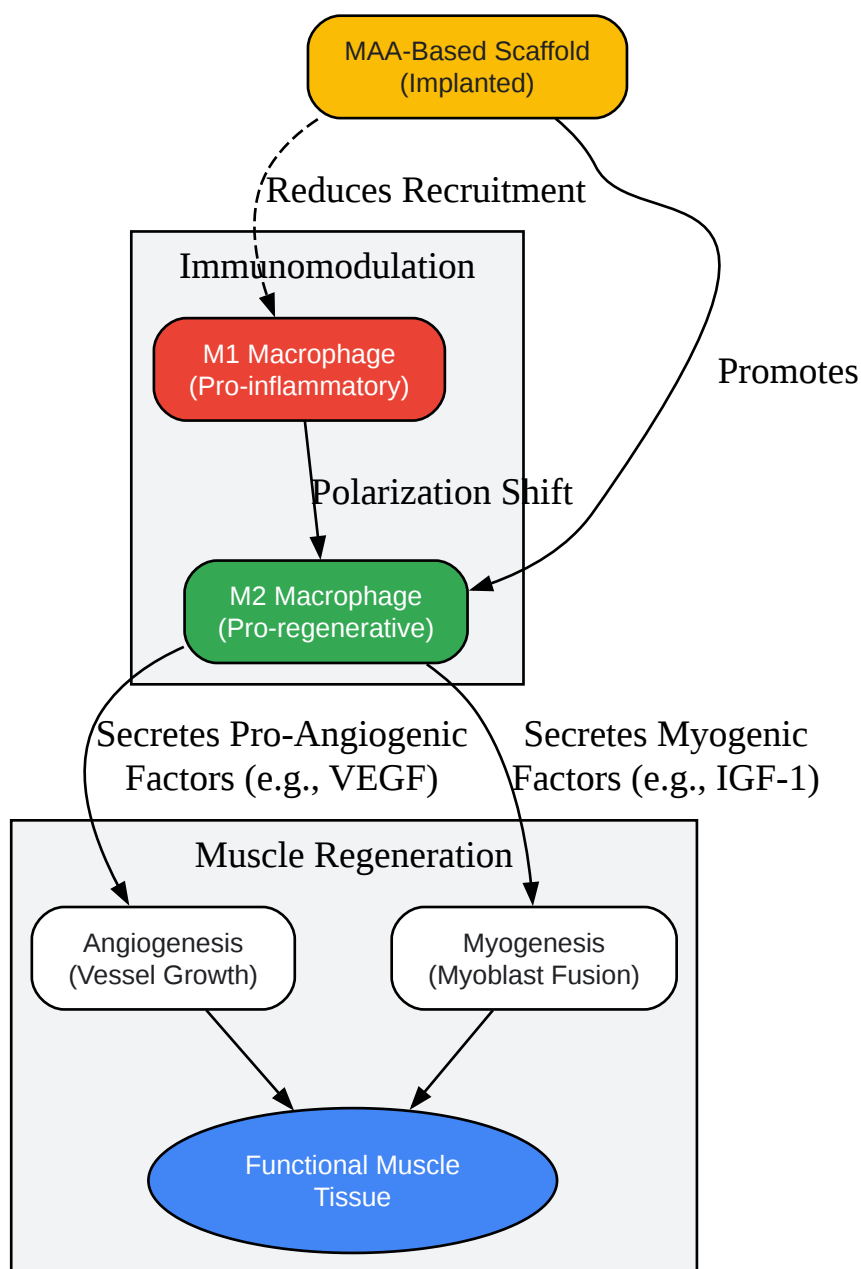 MAA-Based Scaffold
(Implanted)
Reduces Recruitment
Immunomodulation
M1 Macrophage
(Pro-inflammatory)
Promotes
Polarization Shift
M2 Macrophage
(Pro-regenerative)
Secretes Pro-Angiogenic
Factors (e.g., VEGF)
Secretes Myogenic
Factors (e.g., IGF-1)
Muscle Regeneration
Angiogenesis
(Vessel Growth)
Myogenesis
(Myoblast Fusion)
Functional Muscle
Tissue